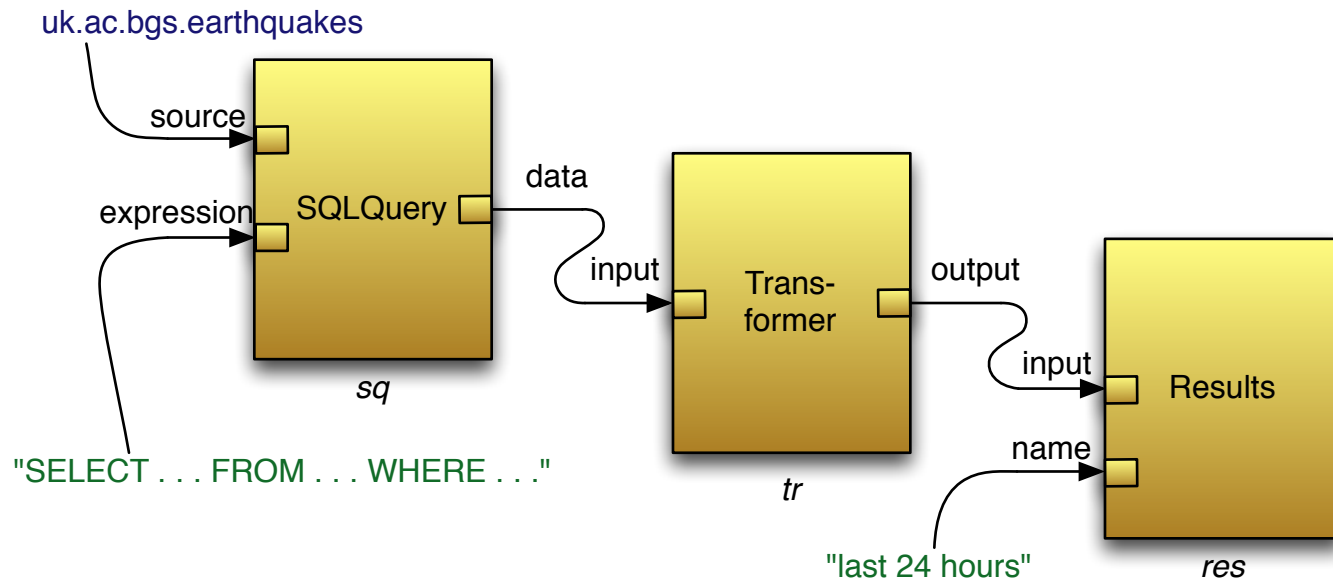 uk.ac.bgs.earthquakes
source
expression
SQLQuery
data
sq
"SELECT . . . FROM . . . WHERE . . ."
input
Trans-
former
output
tr
input
Results
name
"last 24 hours"
res